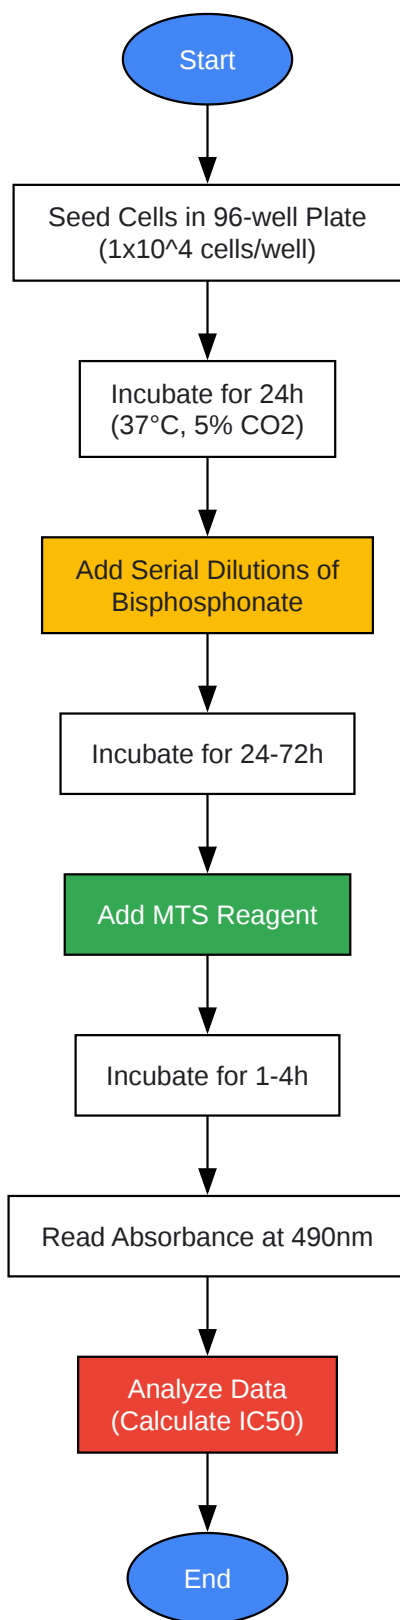 Start
Seed Cells in 96-well Plate
(1x10^4 cells/well)
Incubate for 24h
(37°C, 5% CO2)
Add Serial Dilutions of
Bisphosphonate
Incubate for 24-72h
Add MTS Reagent
Incubate for 1-4h
Read Absorbance at 490nm
Analyze Data
(Calculate IC50)
End